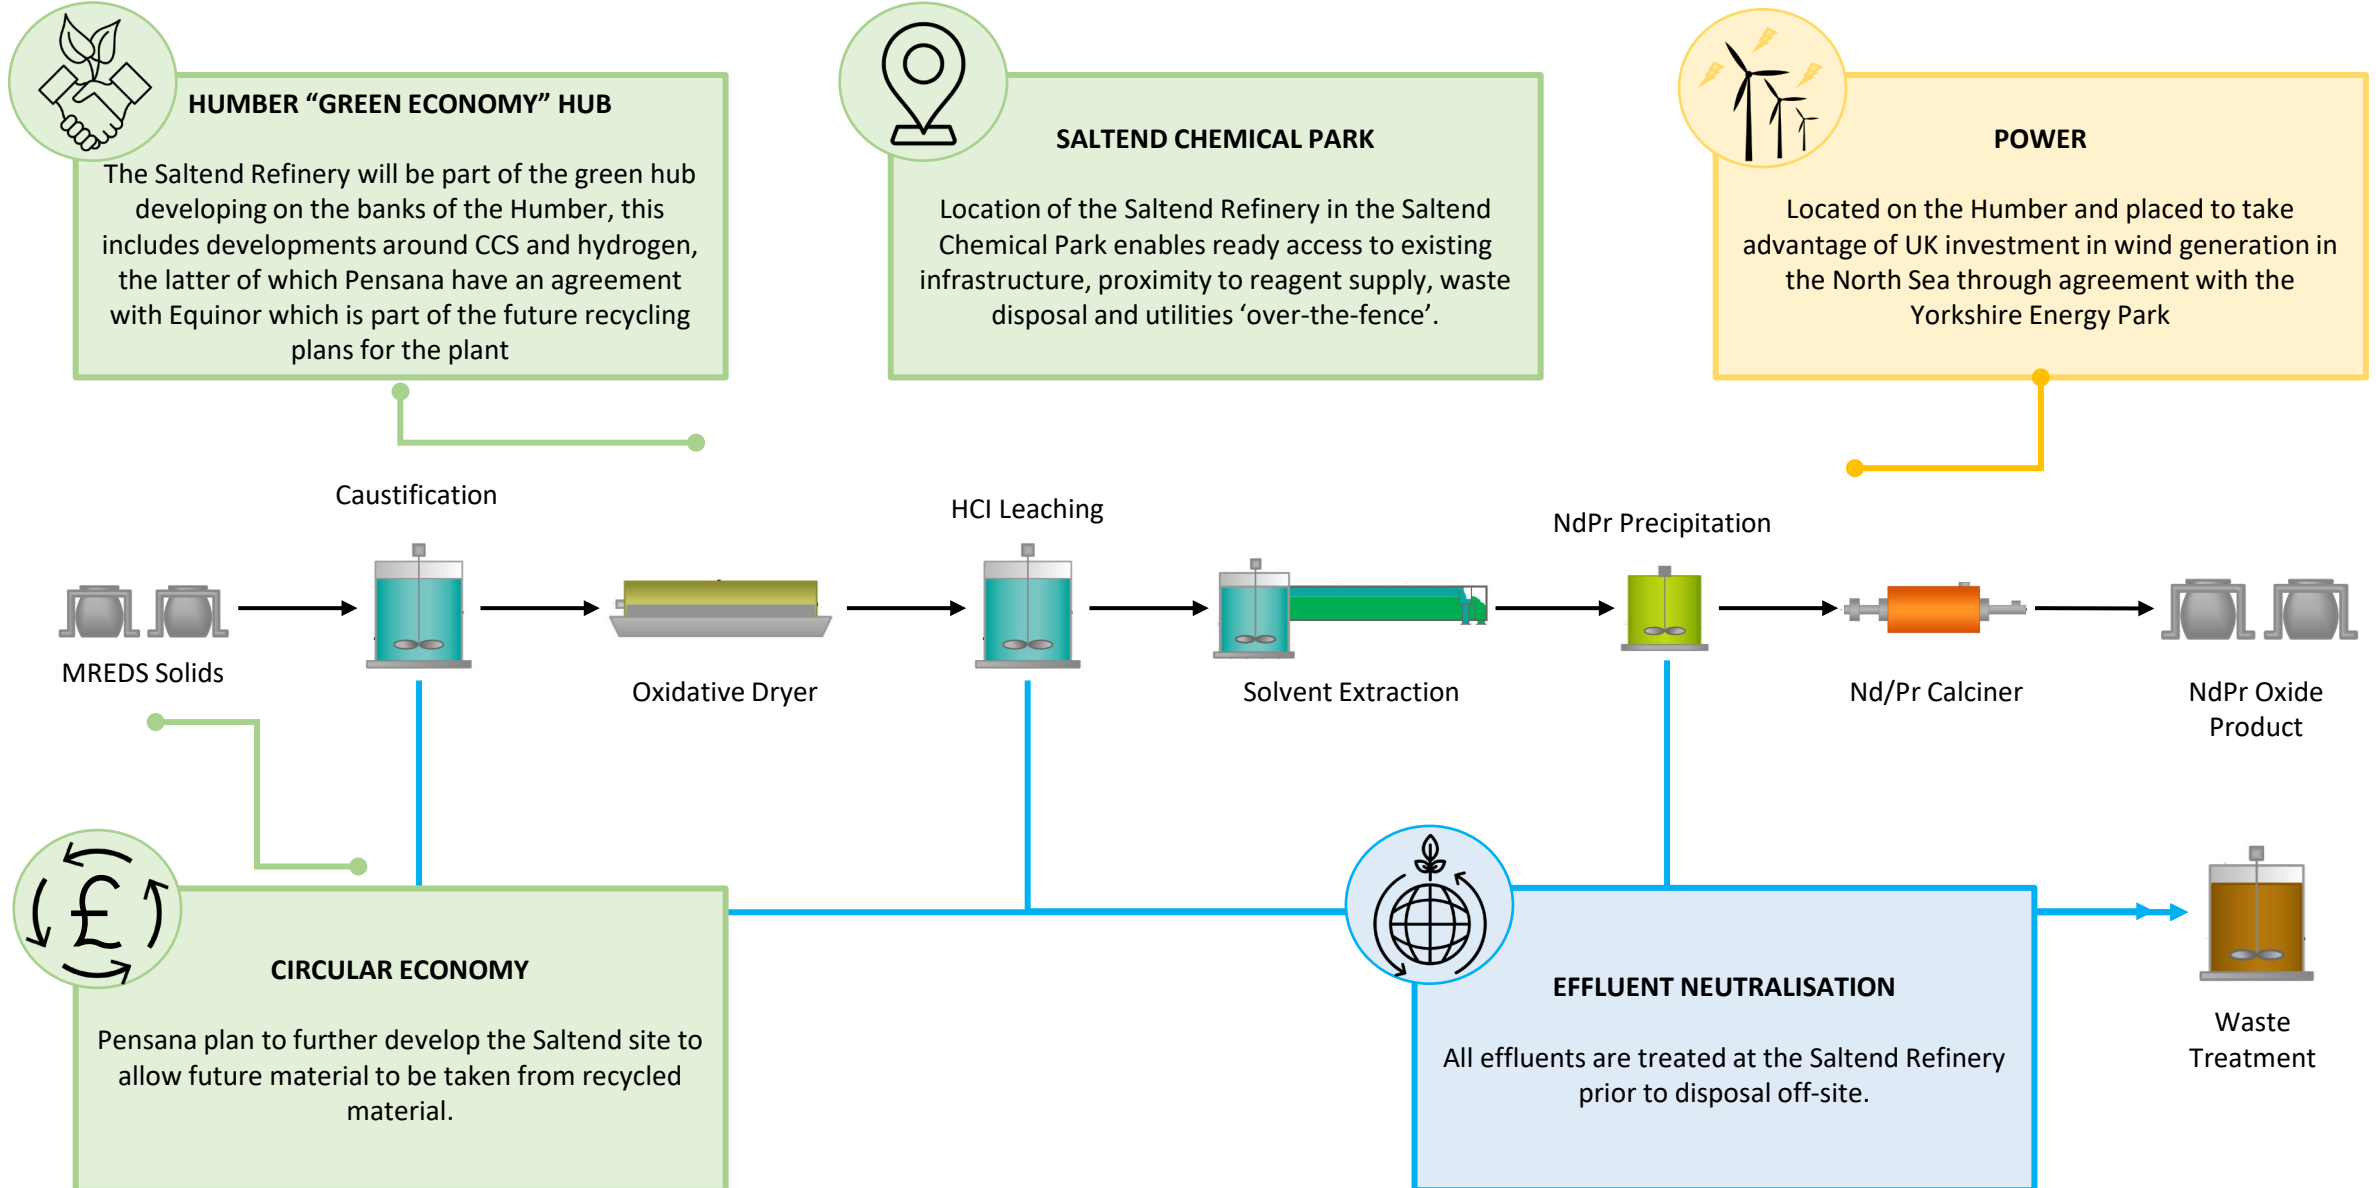 HUMBER “GREEN ECONOMY” HUB
The Saltend Refinery will be part of the green hub
developing on the banks of the Humber, this
includes developments around CCS and hydrogen,
the latter of which Pensana have an agreement
with Equinor which is part of the future recycling
plans for the plant
SALTEND CHEMICAL PARK
Location of the Saltend Refinery in the Saltend
Chemical Park enables ready access to existing
infrastructure, proximity to reagent supply, waste
disposal and utilities ‘over-the-fence’.
POWER
Located on the Humber and placed to take
advantage of UK investment in wind generation in
the North Sea through agreement with the
Yorkshire Energy Park
Caustification
HCl Leaching
NdPr Precipitation
MREDS Solids
Oxidative Dryer
Solvent Extraction
Nd/Pr Calciner
NdPr Oxide
Product
£
CIRCULAR ECONOMY
Pensana plan to further develop the Saltend site to
allow future material to be taken from recycled
material.
EFFLUENT NEUTRALISATION
All effluents are treated at the Saltend Refinery
prior to disposal off-site.
Waste
Treatment